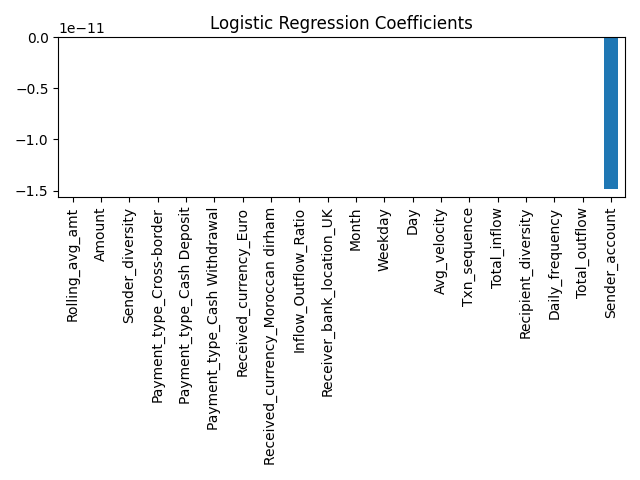 Logistic Regression Coefficients
1e−11
0.0
−0.5
−1.0
−1.5
Rolling_avg_amt
Amount
Sender_diversity
Payment_type_Cross-border
Payment_type_Cash Deposit
Payment_type_Cash Withdrawal
Received_currency_Euro
Received_currency_Moroccan dirham
Inflow_Outflow_Ratio
Receiver_bank_location_UK
Month
Weekday
Day
Avg_velocity
Txn_sequence
Total_inflow
Recipient_diversity
Daily_frequency
Total_outflow
Sender_account